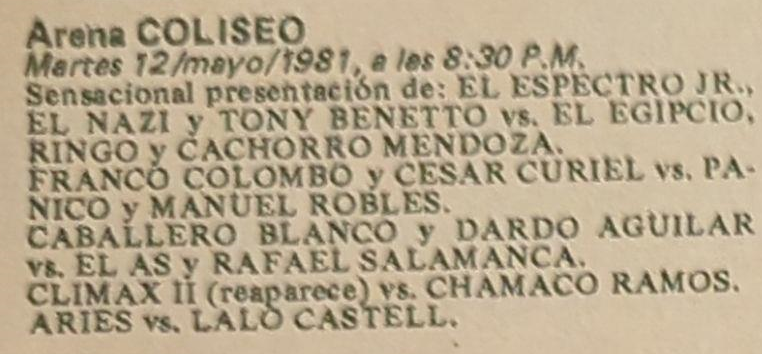 Arena COLISEO
Martes 12/mayo/1981, a las 8:30 P.M.
Sensacional presentación de: EL ESPECTRO JR.,
EL NAZI y TONY BENETTO vs. EL EGIPCIO,
RINGO y CACHORRO MENDOZA.
FRANCO COLOMBO y CESAR CURIEL vs. PA-
NICO y MANUEL ROBLES.
CABALLERO BLANCO y DARDO AGUILAR
vs. EL AS y RAFAEL SALAMANCA.
CLIMAX II (reaparece) vs. CHAMACO RAMOS.
ARIES vs. LALO CASTELL.